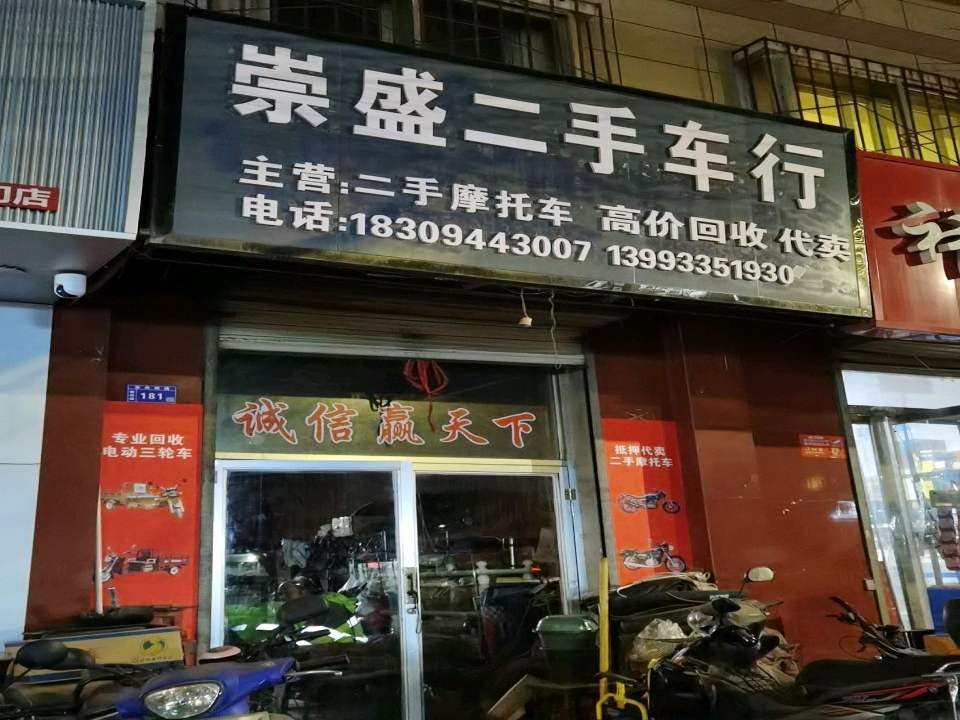 崇盛二手车行
主营:二手摩托车 高价回收 代卖
电话:18309443007 13993351930
门店
181
诚信赢天下
专业回收
电动三轮车
抵押代卖
二手摩托车